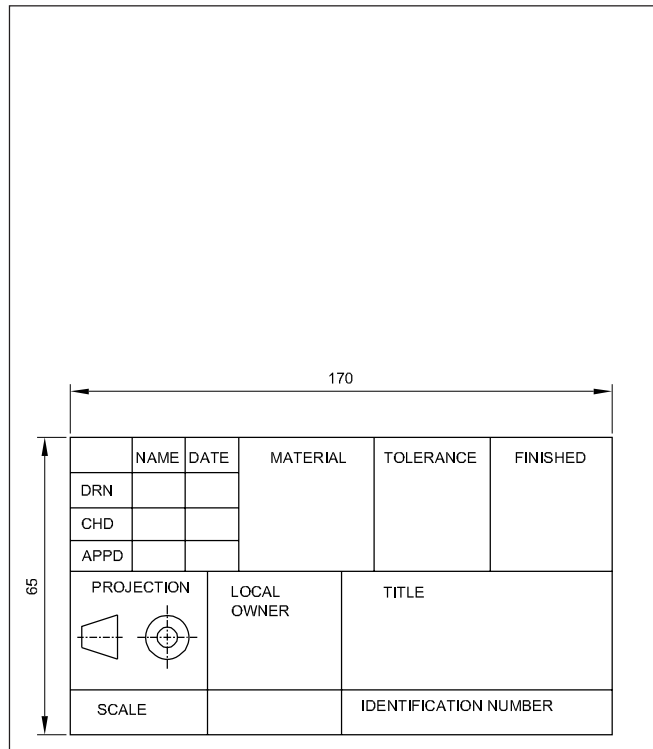 170
65
NAME DATE MATERIAL TOLERANCE FINISHED
DRN
CHD
APPD
PROJECTION
LOCAL
OWNER
TITLE
SCALE
IDENTIFICATION NUMBER